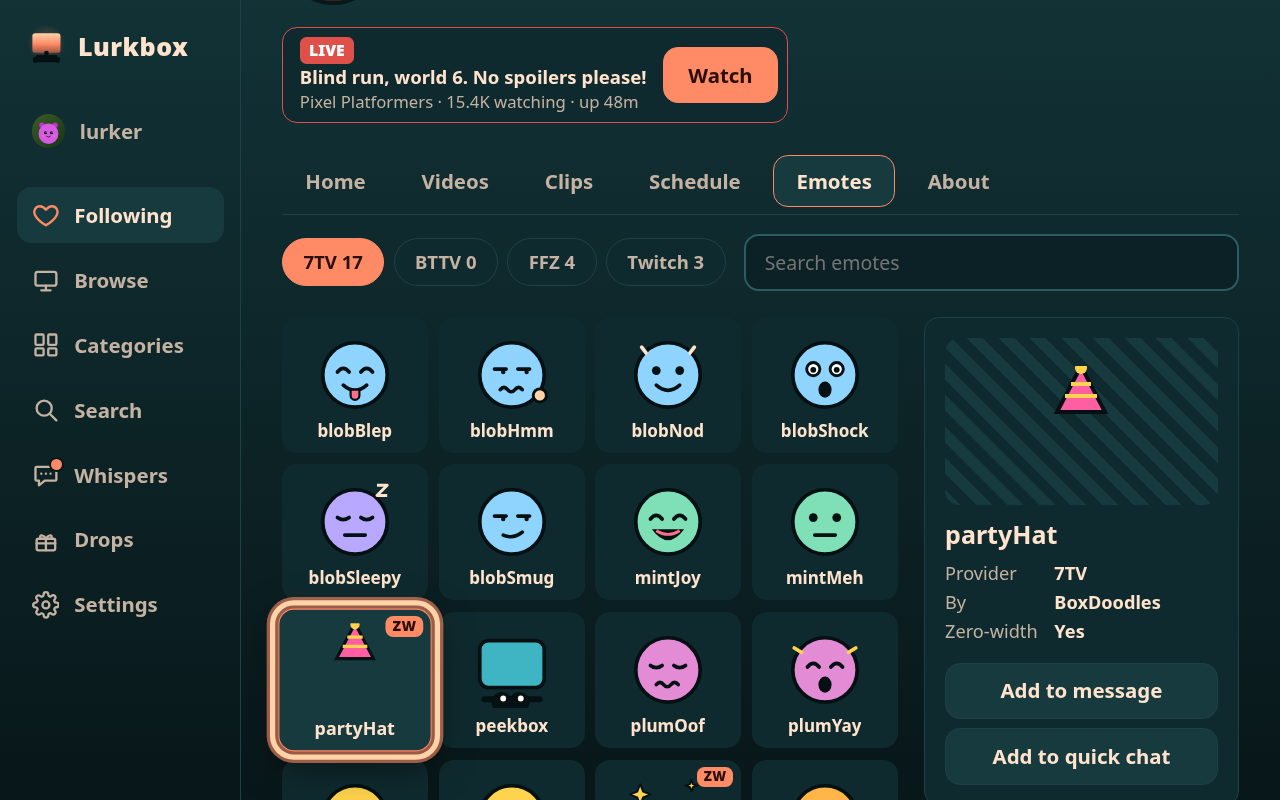 Lurkbox
lurker
Following
Browse
Categories
Search
Whispers
Drops
Settings
LIVE
Blind run, world 6. No spoilers please!
Pixel Platformers · 15.4K watching · up 48m
Watch
Home Videos Clips Schedule Emotes About
7TV 17 BTTV 0 FFZ 4 Twitch 3 Search emotes
blobBlep blobHmm blobNod blobShock
z
blobSleepy blobSmug mintJoy mintMeh
ZW
partyHat peekbox plumOof plumYay
ZW
partyHat
Provider 7TV
By BoxDoodles
Zero-width Yes
Add to message
Add to quick chat